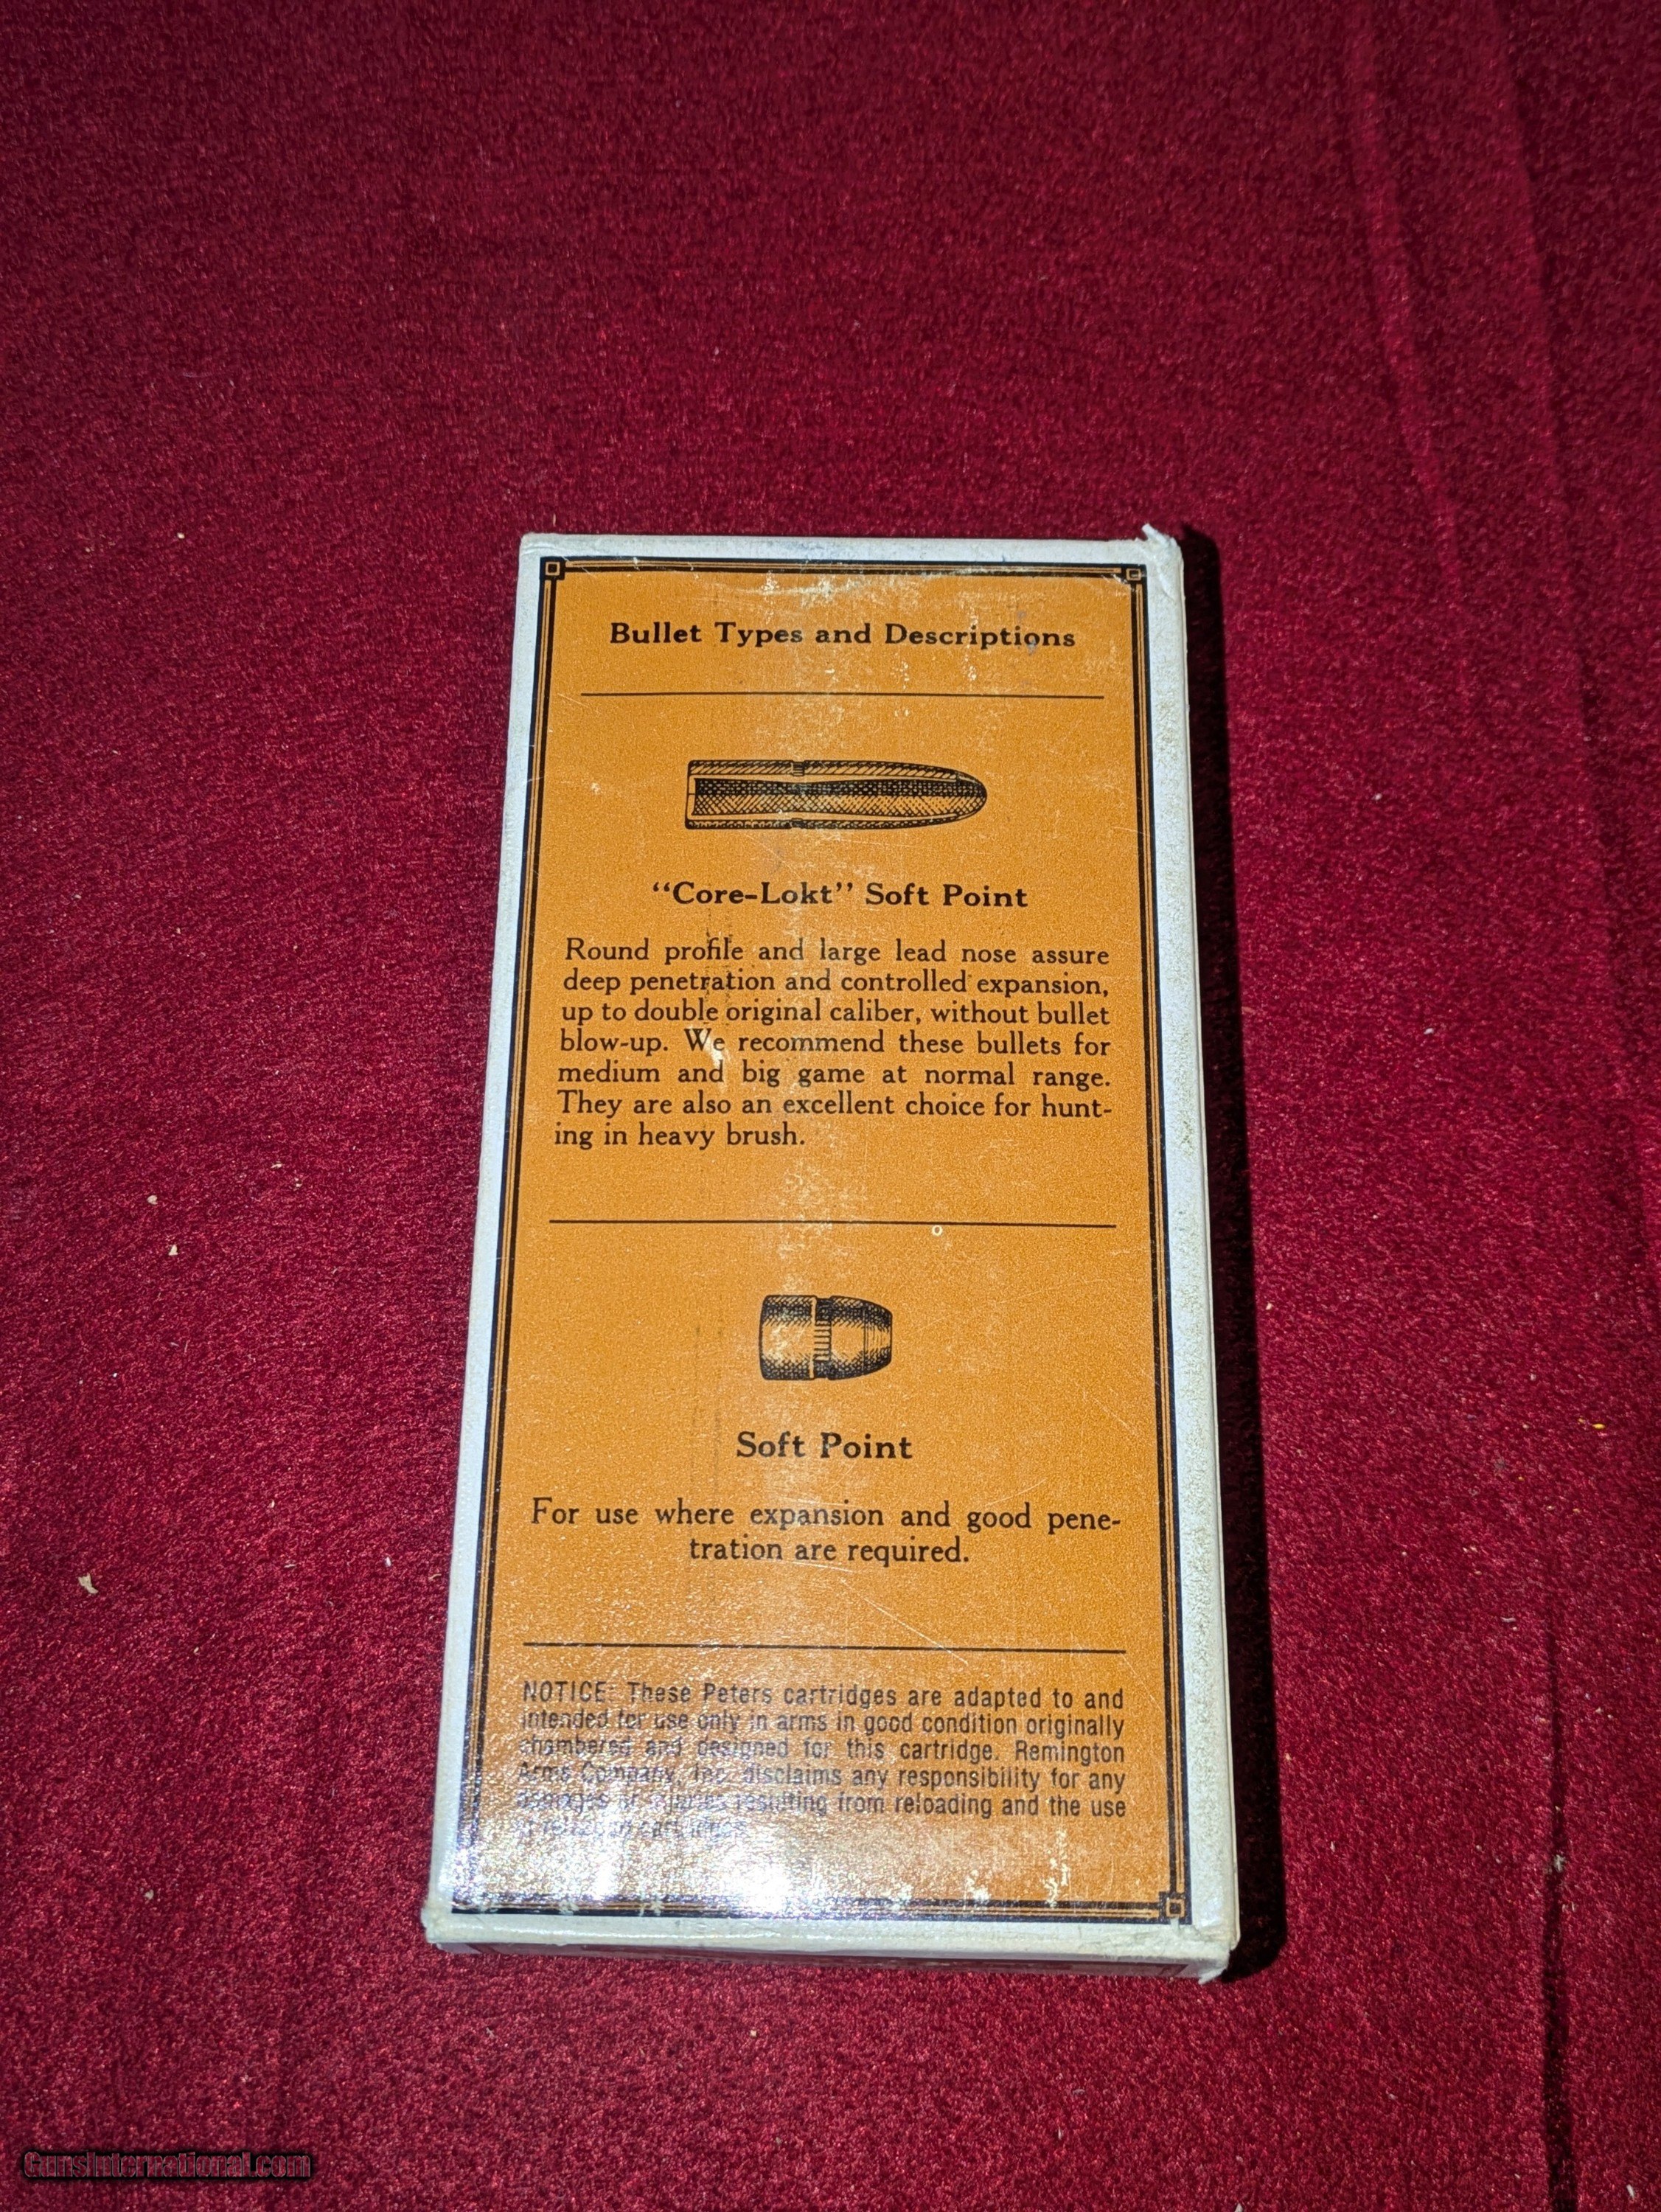 Bullet Types and Descriptions
“Core-Lokt” Soft Point
Round profile and large lead nose assure
deep penetration and controlled expansion,
up to double original caliber, without bullet
blow-up. We recommend these bullets for
medium and big game at normal range.
They are also an excellent choice for hunt-
ing in heavy brush.
Soft Point
For use where expansion and good pene-
tration are required.
NOTICE: These Peters cartridges are adapted to and
intended for use only in arms in good condition originally
chambered and designed for this cartridge. Remington
Arms Company, Inc. disclaims any responsibility for any
damages or injuries resulting from reloading and the use
cartridges
GunsInternational.com